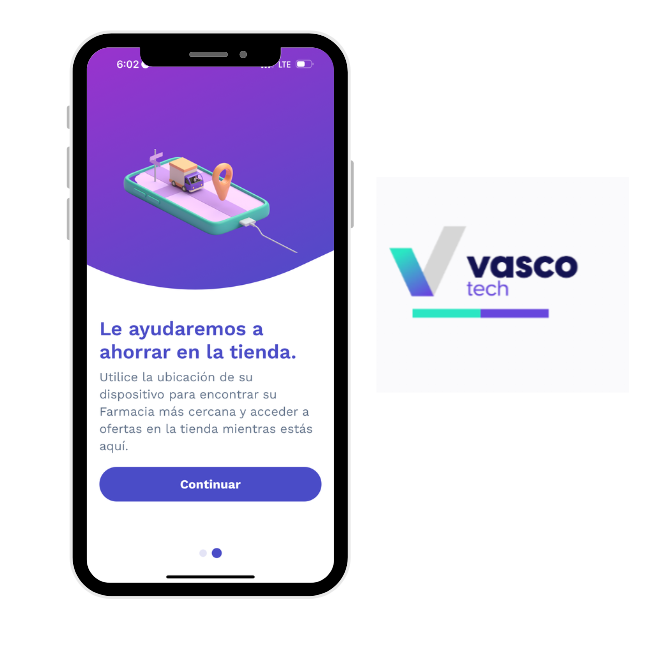 6:02
LTE
Le ayudaremos a
ahorrar en la tienda.
Utilice la ubicación de su
dispositivo para encontrar su
Farmacia más cercana y acceder a
ofertas en la tienda mientras estás
aquí.
Continuar
vasco
tech